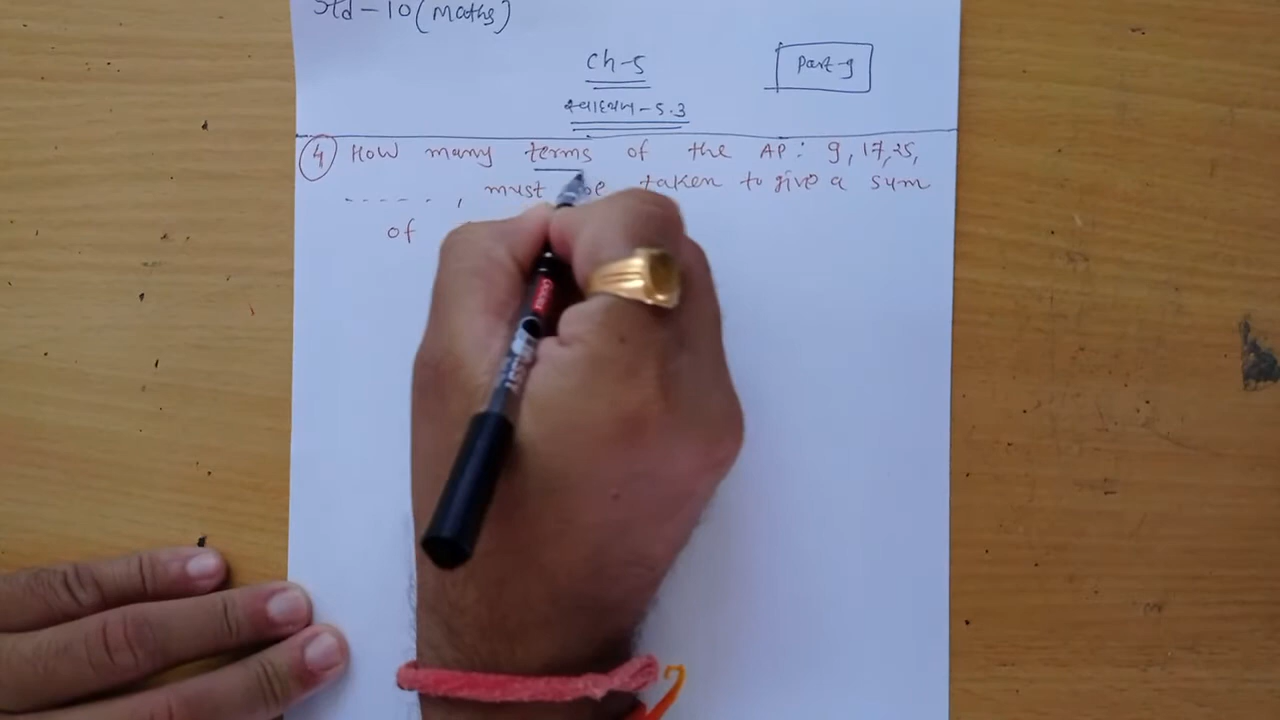 Std-10 (Maths)
Ch-5
Part-9
સ્વાધ્યાય-5.3
4 How many terms of the AP: 9, 17, 25,
....., must be taken to give a sum
of